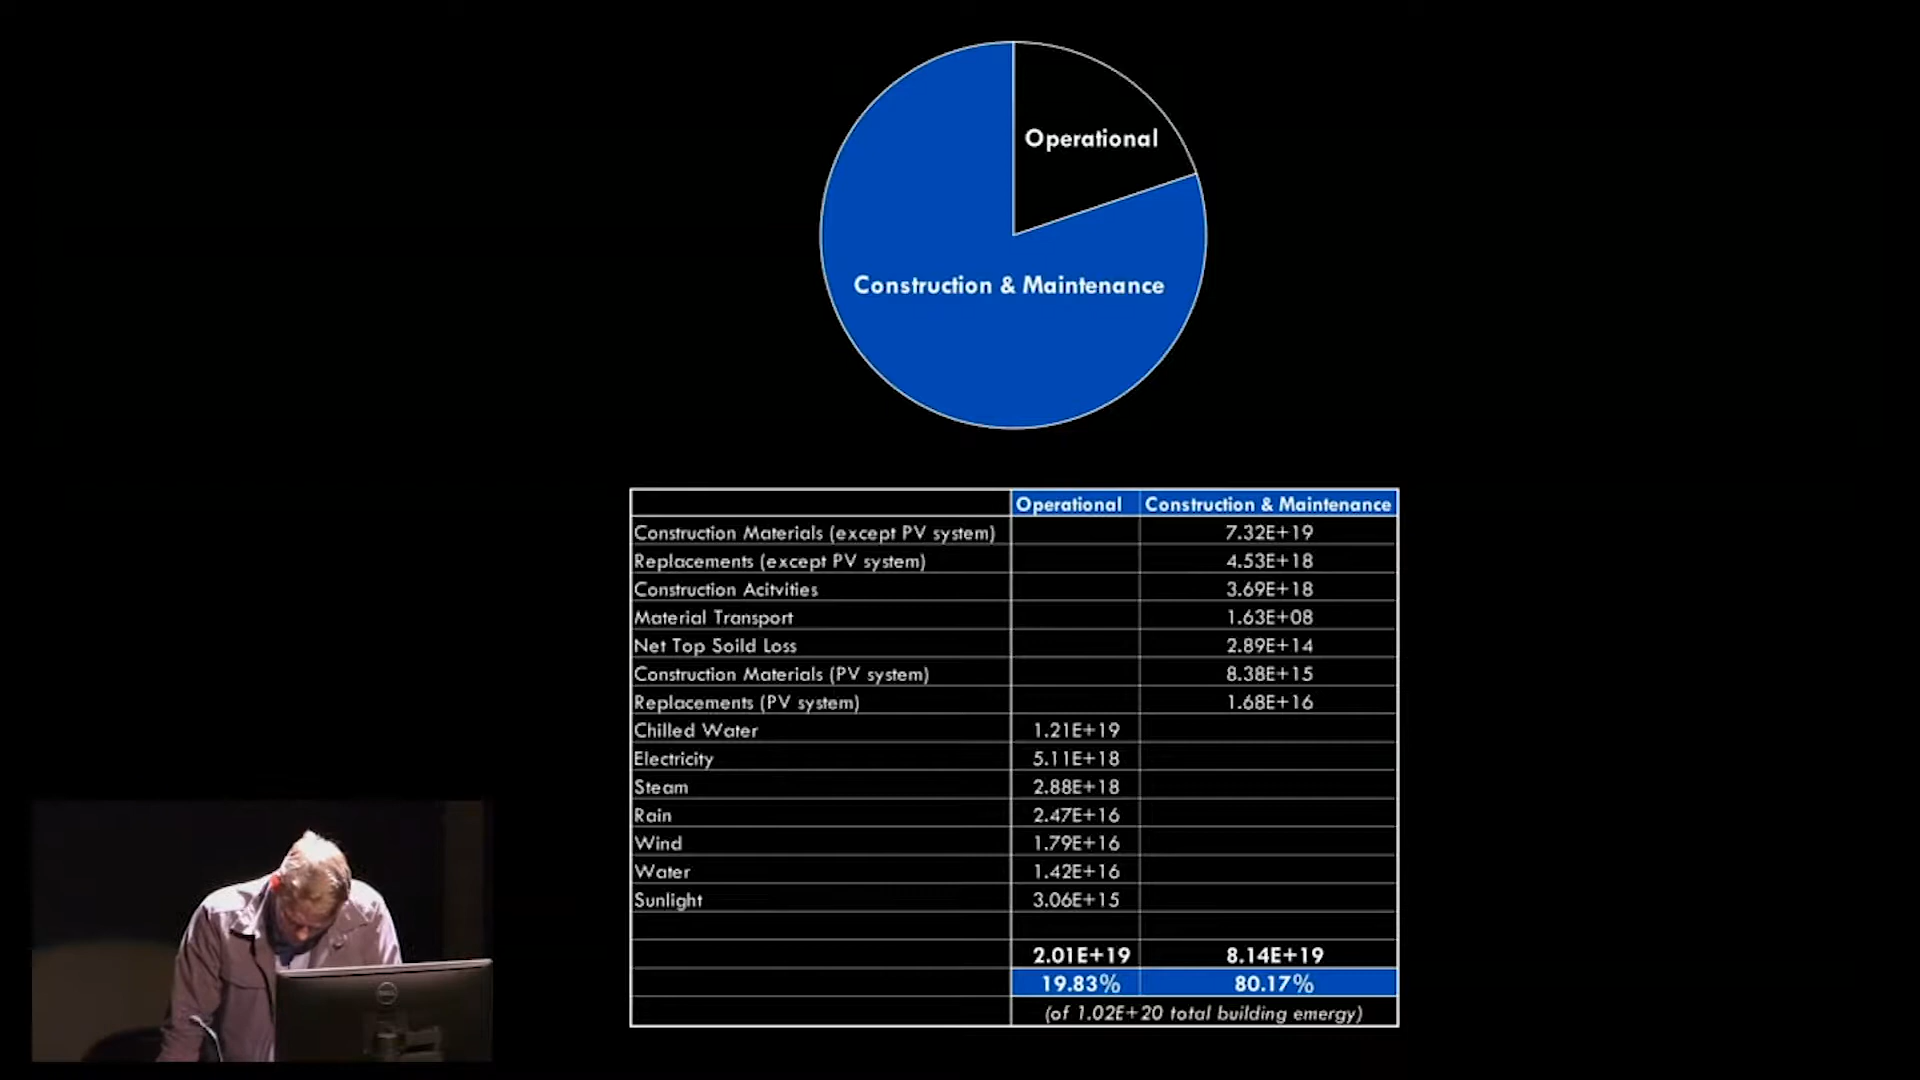 Operational
Construction & Maintenance
Operational Construction & Maintenance
Construction Materials (except PV system) 7.32E+19
Replacements (except PV system) 4.53E+18
Construction Acitvities 3.69E+18
Material Transport 1.63E+08
Net Top Soild Loss 2.89E+14
Construction Materials (PV system) 8.38E+15
Replacements (PV system) 1.68E+16
Chilled Water 1.21E+19
Electricity 5.11E+18
Steam 2.88E+18
Rain 2.47E+16
Wind 1.79E+16
Water 1.42E+16
Sunlight 3.06E+15
2.01E+19 8.14E+19
19.83% 80.17%
(of 1.02E+20 total building emergy)
DELL